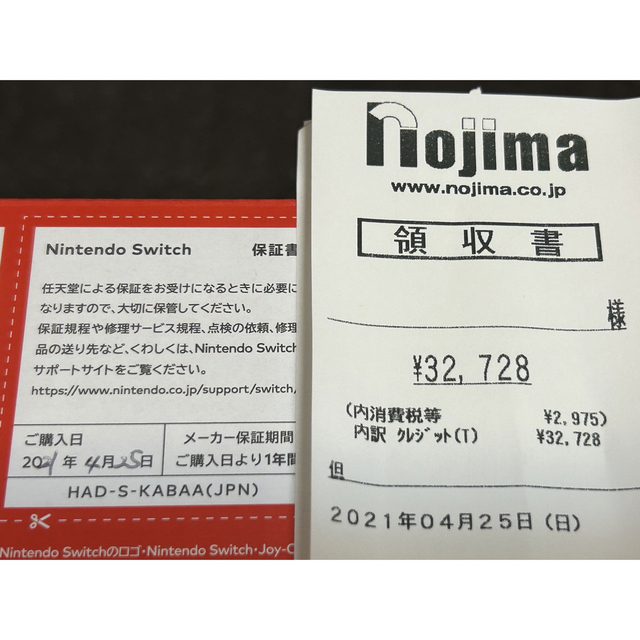 Nintendo Switch 保証書
任天堂による保証をお受けになるときに必要に
なりますので、大切に保管してください。
保証規程や修理サービス規程、点検の依頼、修理
品の送り先など、くわしくは、Nintendo Switch
サポートサイトをご覧ください。
https://www.nintendo.co.jp/support/switch/
ご購入日 メーカー保証期間
2021年4月25日 ご購入日より1年間
HAD-S-KABAA(JPN)
Nintendo Switchのロゴ・Nintendo Switch・Joy-C
nojima
www.nojima.co.jp
領収書
様
¥32,728
(内消費税等 ¥2,975)
内訳 クレジット(T) ¥32,728
但
2021年04月25日(日)